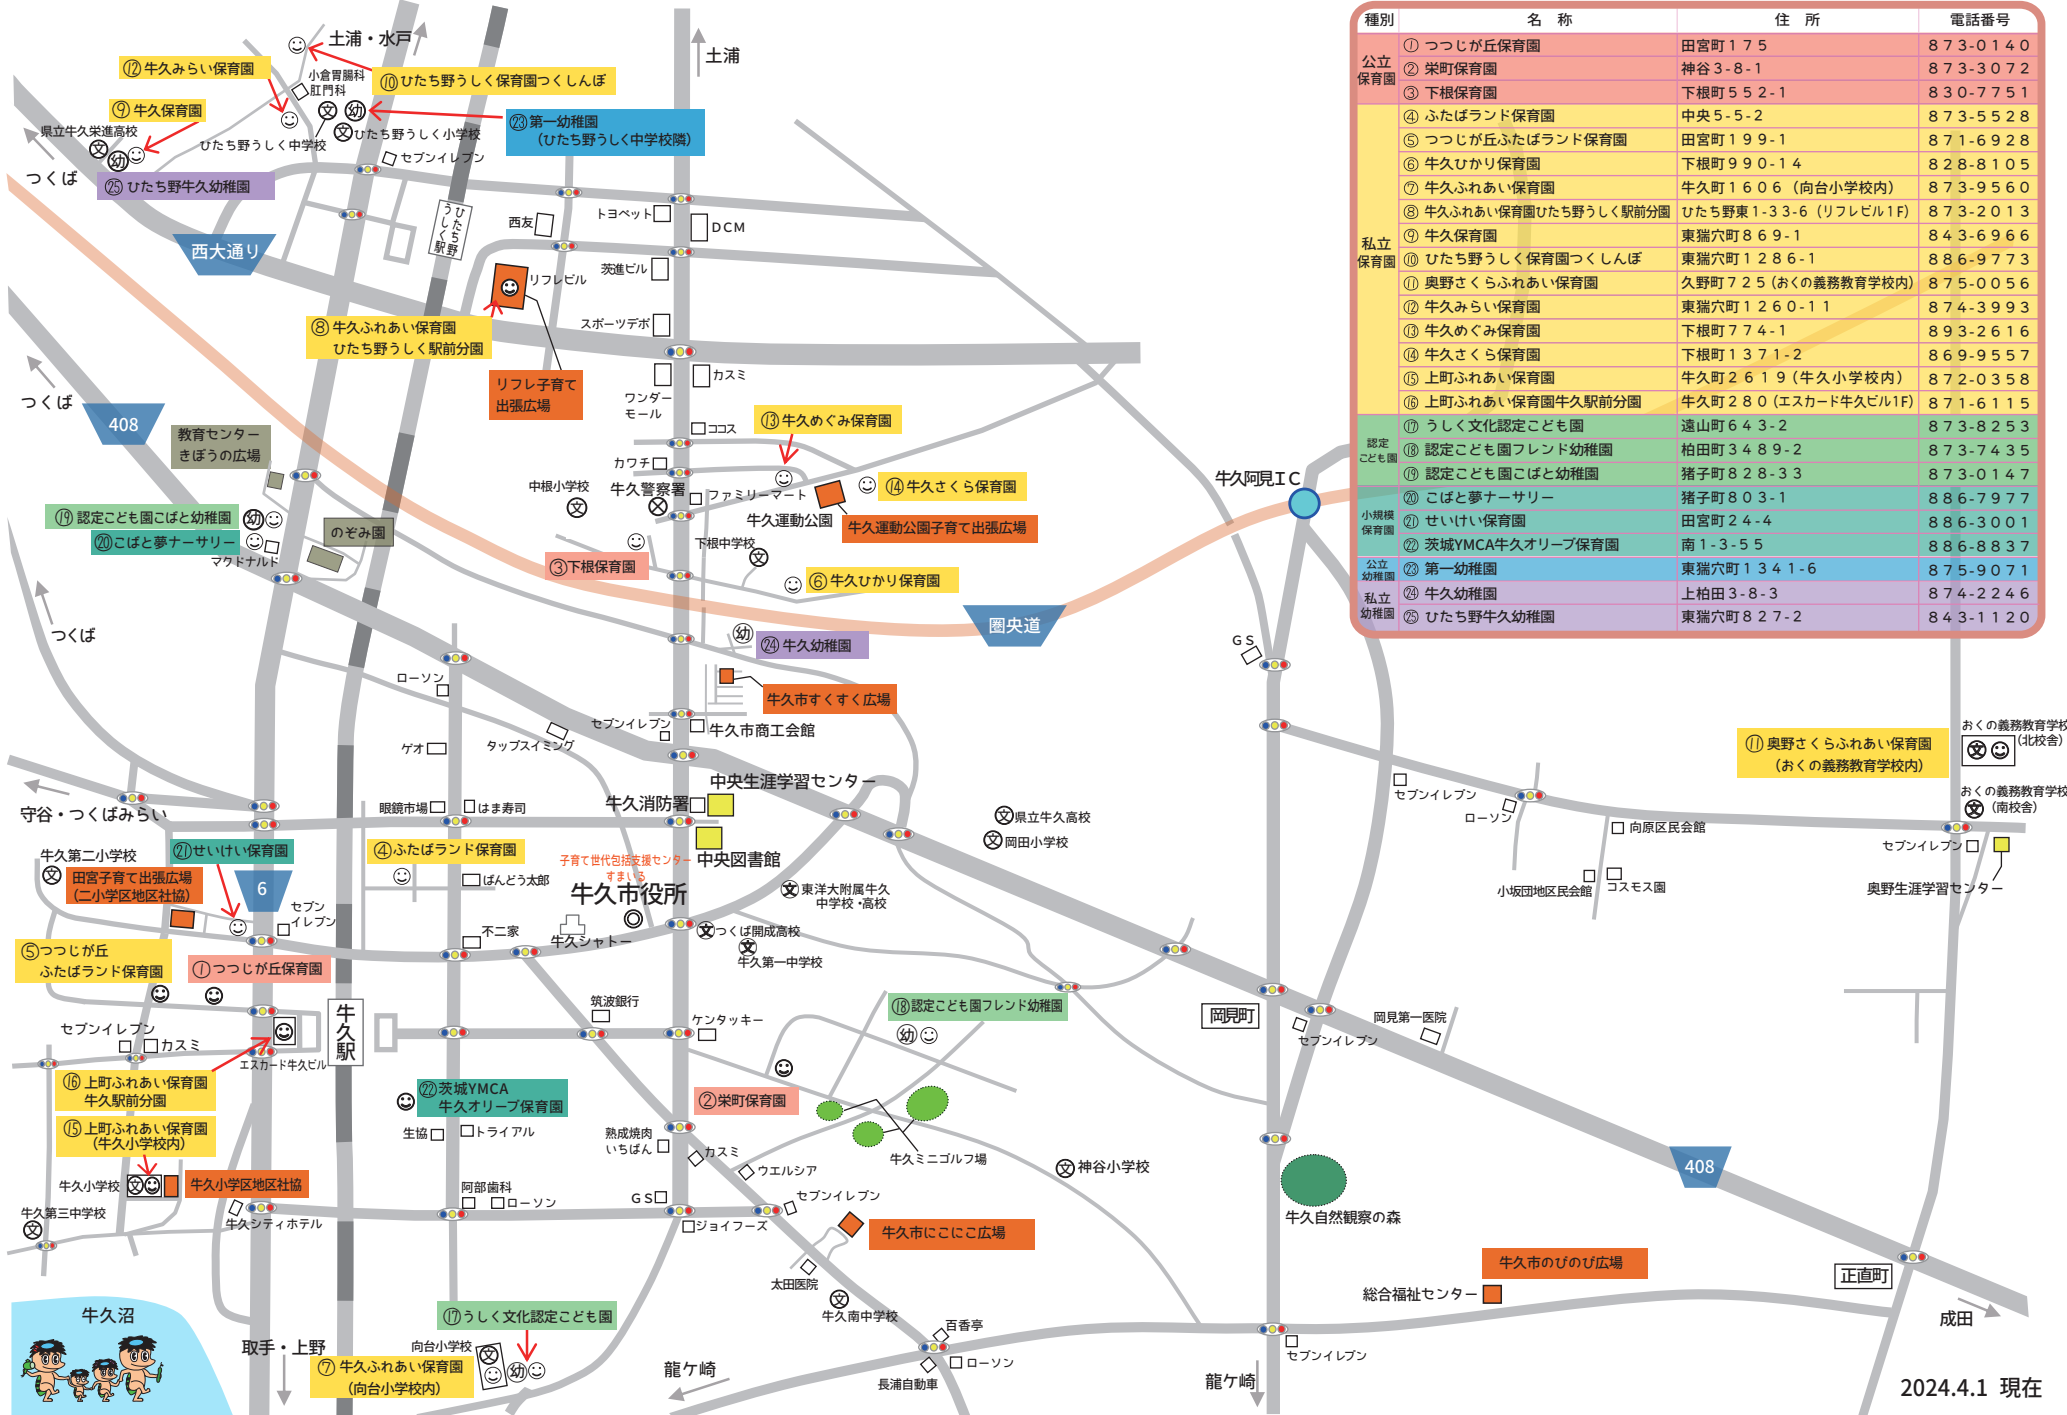 種別 名 称 住 所 電話番号
公立保育園
① つつじが丘保育園 田宮町175 873-0140
② 栄町保育園 神谷3-8-1 873-3072
③ 下根保育園 下根町552-1 830-7751
私立保育園
④ ふたばランド保育園 中央5-5-2 873-5528
⑤ つつじが丘ふたばランド保育園 田宮町199-1 871-6928
⑥ 牛久ひかり保育園 下根町990-14 828-8105
⑦ 牛久ふれあい保育園 牛久町1606(向台小学校内) 873-9560
⑧ 牛久ふれあい保育園ひたち野うしく駅前分園 ひたち野東1-33-6(リフレビル1F) 873-2013
⑨ 牛久保育園 東猯穴町869-1 843-6966
⑩ ひたち野うしく保育園つくしんぼ 東猯穴町1286-1 886-9773
⑪ 奥野さくらふれあい保育園 久野町725(おくの義務教育学校内) 875-0056
⑫ 牛久みらい保育園 東猯穴町1260-11 874-3993
⑬ 牛久めぐみ保育園 下根町774-1 893-2616
⑭ 牛久さくら保育園 下根町1371-2 869-9557
⑮ 上町ふれあい保育園 牛久町2619(牛久小学校内) 872-0358
⑯ 上町ふれあい保育園牛久駅前分園 牛久町280(エスカード牛久ビル1F) 871-6115
認定こども園
⑰ うしく文化認定こども園 遠山町643-2 873-8253
⑱ 認定こども園フレンド幼稚園 柏田町3489-2 873-7435
⑲ 認定こども園こばと幼稚園 猪子町828-33 873-0147
小規模保育園
⑳ こばと夢ナーサリー 猪子町803-1 886-7977
㉑ せいけい保育園 田宮町24-4 886-3001
㉒ 茨城YMCA牛久オリーブ保育園 南1-3-55 886-8837
公立幼稚園
㉓ 第一幼稚園 東猯穴町1341-6 875-9071
私立幼稚園
㉔ 牛久幼稚園 上柏田3-8-3 874-2246
㉕ ひたち野牛久幼稚園 東猯穴町827-2 843-1120
土浦・水戸
土浦
⑫ 牛久みらい保育園
小倉胃腸科
肛門科
⑩ ひたち野うしく保育園つくしんぼ
⑨ 牛久保育園
文 幼
㉓ 第一幼稚園
(ひたち野うしく中学校隣)
県立牛久栄進高校
文 幼
文 ひたち野うしく小学校
ひたち野うしく中学校
セブンイレブン
つくば
㉕ ひたち野牛久幼稚園
西大通り
ひたち野
うしく駅
西友
トヨペット
DCM
茨進ビル
リフレビル
スポーツデポ
⑧ 牛久ふれあい保育園
ひたち野うしく駅前分園
リフレ子育て
出張広場
ワンダー
モール
カスミ
つくば
408
教育センター
きぼうの広場
ココス
⑬ 牛久めぐみ保育園
カワチ
中根小学校
文
牛久警察署
ファミリーマート
⑭ 牛久さくら保育園
牛久運動公園
牛久運動公園子育て出張広場
牛久阿見IC
⑲ 認定こども園こばと幼稚園 幼
⑳ こばと夢ナーサリー
マクドナルド
のぞみ園
下根中学校
文
③ 下根保育園
⑥ 牛久ひかり保育園
圏央道
つくば
幼
㉔ 牛久幼稚園
GS
ローソン
牛久市すくすく広場
セブンイレブン
牛久市商工会館
ゲオ
タップスイミング
中央生涯学習センター
眼鏡市場
はま寿司
牛久消防署
守谷・つくばみらい
中央図書館
文 県立牛久高校
文 岡田小学校
牛久第二小学校
文
㉑ せいけい保育園
④ ふたばランド保育園
子育て世代包括支援センター
すまいる
牛久市役所
田宮子育て出張広場
(二小学区地区社協)
6
ばんどう太郎
セブン
イレブン
文 東洋大附属牛久
中学校・高校
不二家
牛久シャトー
文 つくば開成高校
文
牛久第一中学校
⑤ つつじが丘
ふたばランド保育園
① つつじが丘保育園
セブンイレブン
カスミ
牛久駅
エスカード牛久ビル
筑波銀行
ケンタッキー
⑱ 認定こども園フレンド幼稚園
幼
⑯ 上町ふれあい保育園
牛久駅前分園
⑮ 上町ふれあい保育園
(牛久小学校内)
㉒ 茨城YMCA
牛久オリーブ保育園
② 栄町保育園
生協
トライアル
熟成焼肉
いちばん
カスミ
ウエルシア
牛久ミニゴルフ場
文 神谷小学校
牛久小学校
文
牛久小学区地区社協
牛久第三中学校
文
牛久シティホテル
阿部歯科
ローソン
GS
ジョイフーズ
セブンイレブン
牛久市にこにこ広場
太田医院
文
牛久南中学校
牛久沼
取手・上野
⑰ うしく文化認定こども園
向台小学校
文
幼
⑦ 牛久ふれあい保育園
(向台小学校内)
龍ケ崎
百香亭
ローソン
長浦自動車
龍ケ崎
セブンイレブン
岡見町
セブンイレブン
岡見第一医院
牛久自然観察の森
408
牛久市のびのび広場
総合福祉センター
正直町
成田
セブンイレブン
ローソン
向原区民会館
小坂団地区民会館
コスモス園
⑪ 奥野さくらふれあい保育園
(おくの義務教育学校内)
おくの義務教育学校
(北校舎)
文
おくの義務教育学校
文 (南校舎)
セブンイレブン
奥野生涯学習センター
2024.4.1 現在